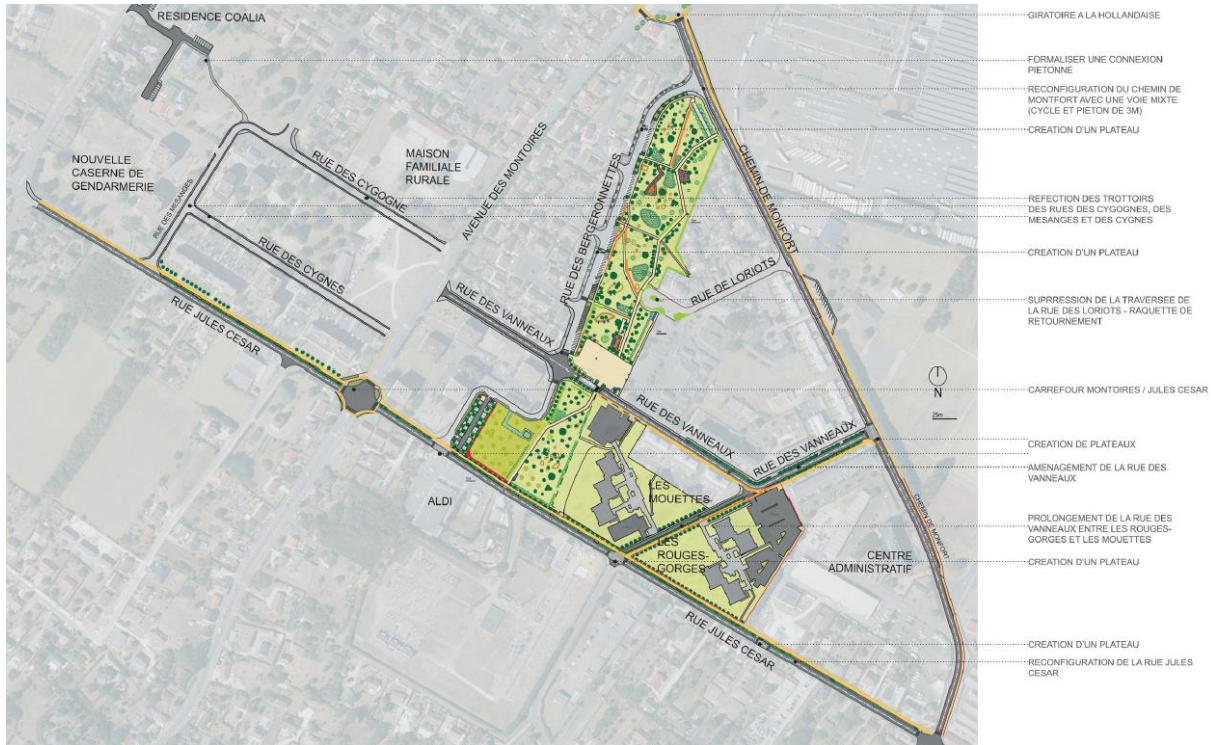 RESIDENCE COALIA
NOUVELLE
CASERNE DE
GENDARMERIE
RUE DES MESANGES
RUE DES CYGOGNE
MAISON
FAMILIALE
RURALE
AVENUE DES MONTOIRES
RUE DES CYGNES
RUE JULES CESAR
RUE DES VANNEAUX
RUE DES BERGERONNETTES
CHEMIN DE MONFORT
RUE DE LORIOTS
N
25m
RUE DES VANNEAUX
RUE DES VANNEAUX
ALDI
LES
MOUETTES
LES
ROUGES-
GORGES
CENTRE
ADMINISTRATIF
CHEMIN DE MONFORT
RUE JULES CESAR
GIRATOIRE A LA HOLLANDAISE
FORMALISER UNE CONNEXION
PIETONNE
RECONFIGURATION DU CHEMIN DE
MONTFORT AVEC UNE VOIE MIXTE
(CYCLE ET PIETON DE 3M)
CREATION D'UN PLATEAU
REFECTION DES TROTTOIRS
DES RUES DES CYGOGNES, DES
MESANGES ET DES CYGNES
CREATION D'UN PLATEAU
SUPRRESSION DE LA TRAVERSEE DE
LA RUE DES LORIOTS - RAQUETTE DE
RETOURNEMENT
CARREFOUR MONTOIRES / JULES CESAR
CREATION DE PLATEAUX
AMENAGEMENT DE LA RUE DES
VANNEAUX
PROLONGEMENT DE LA RUE DES
VANNEAUX ENTRE LES ROUGES-
GORGES ET LES MOUETTES
CREATION D'UN PLATEAU
CREATION D'UN PLATEAU
RECONFIGURATION DE LA RUE JULES
CESAR